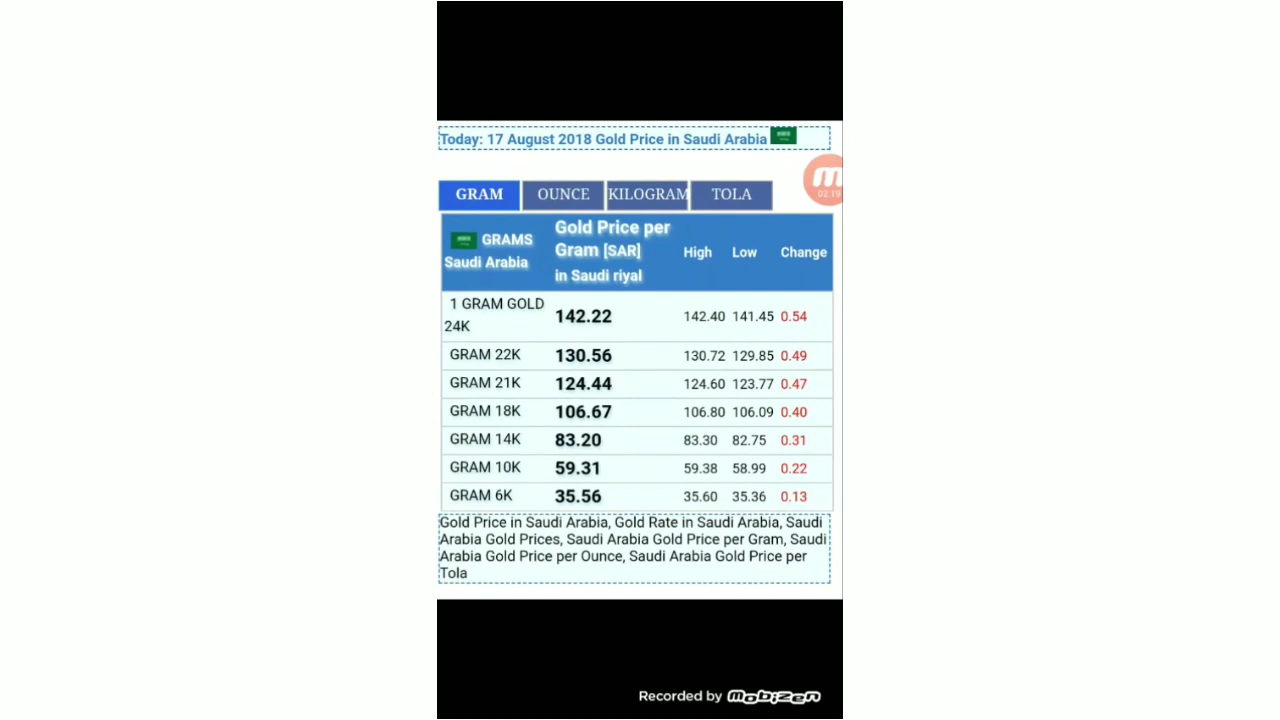 Today: 17 August 2018 Gold Price in Saudi Arabia
02:19
GRAM OUNCE KILOGRAM TOLA
GRAMS
Saudi Arabia
Gold Price per
Gram [SAR]
in Saudi riyal
High Low Change
1 GRAM GOLD
24K
142.22 142.40 141.45 0.54
GRAM 22K 130.56 130.72 129.85 0.49
GRAM 21K 124.44 124.60 123.77 0.47
GRAM 18K 106.67 106.80 106.09 0.40
GRAM 14K 83.20 83.30 82.75 0.31
GRAM 10K 59.31 59.38 58.99 0.22
GRAM 6K 35.56 35.60 35.36 0.13
Gold Price in Saudi Arabia, Gold Rate in Saudi Arabia, Saudi
Arabia Gold Prices, Saudi Arabia Gold Price per Gram, Saudi
Arabia Gold Price per Ounce, Saudi Arabia Gold Price per
Tola
Recorded by mobizen